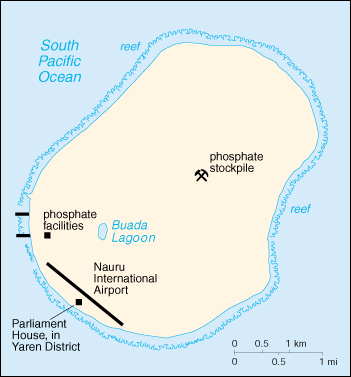 South
Pacific
Ocean
reef
phosphate
stockpile
reef
phosphate
facilities
Buada
Lagoon
Nauru
International
Airport
Parliament
House, in
Yaren District
0 0.5 1 km
0 0.5 1 mi